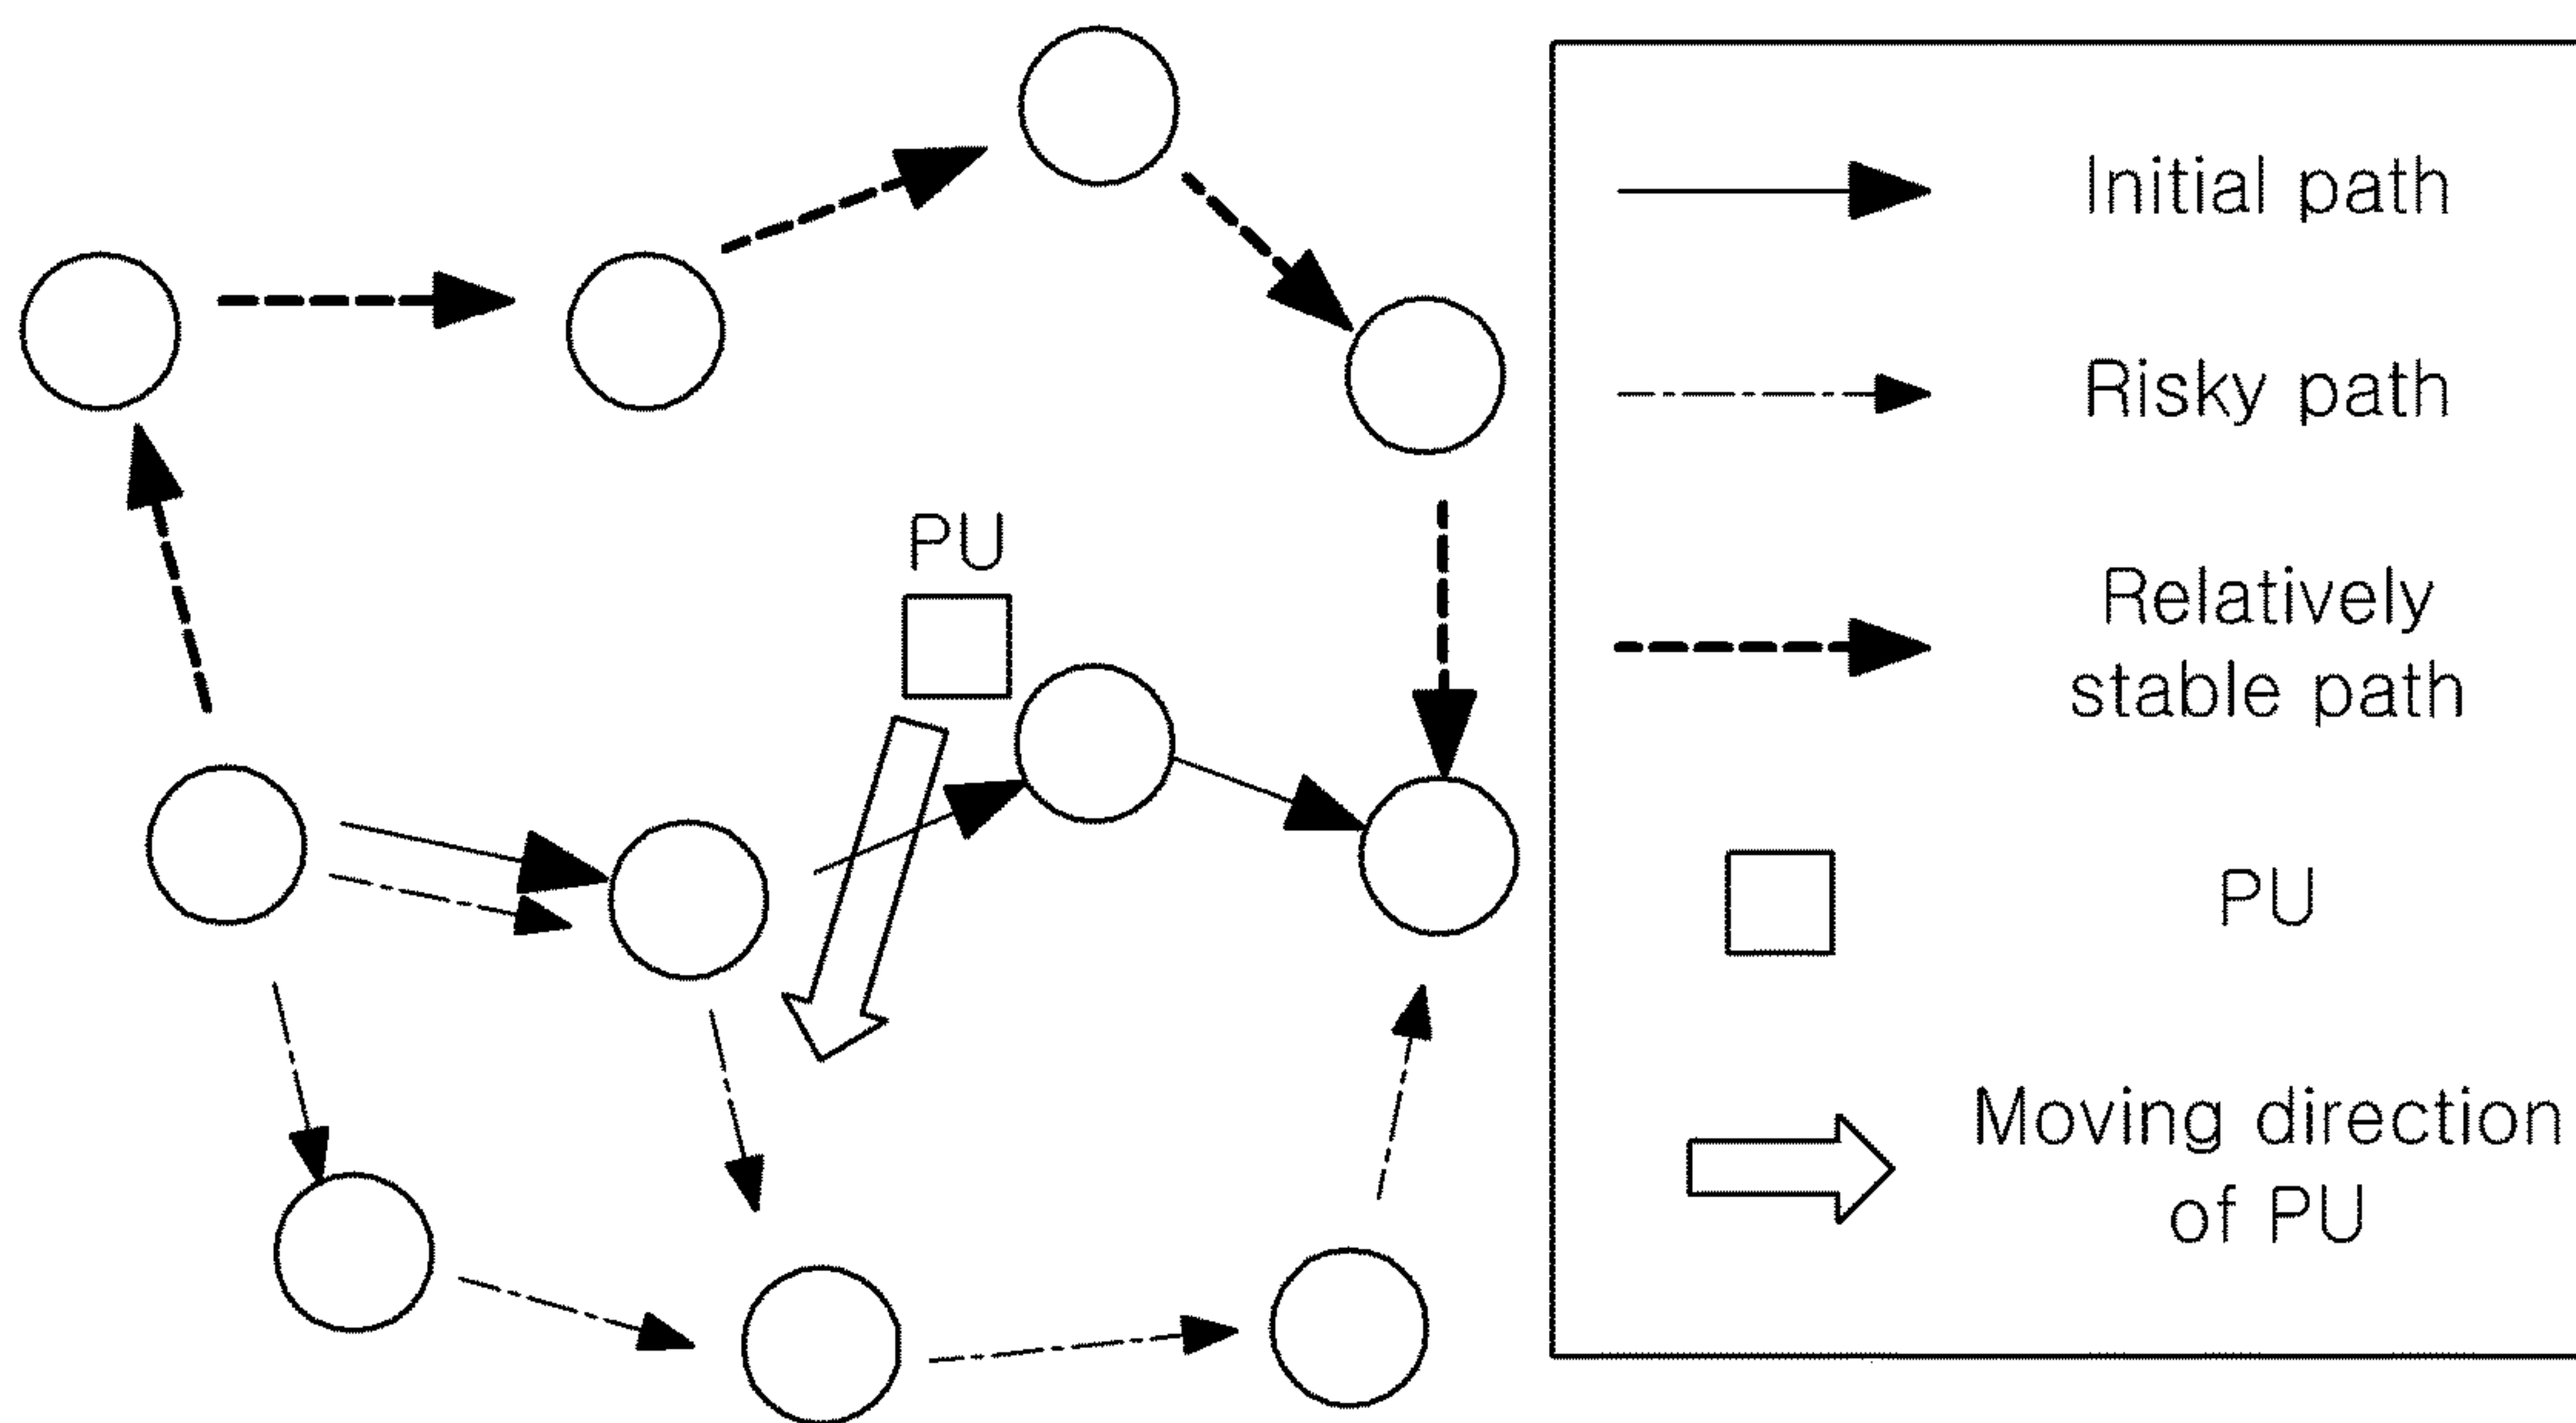 PU
Initial path
Risky path
Relatively
stable path
PU
Moving direction
of PU